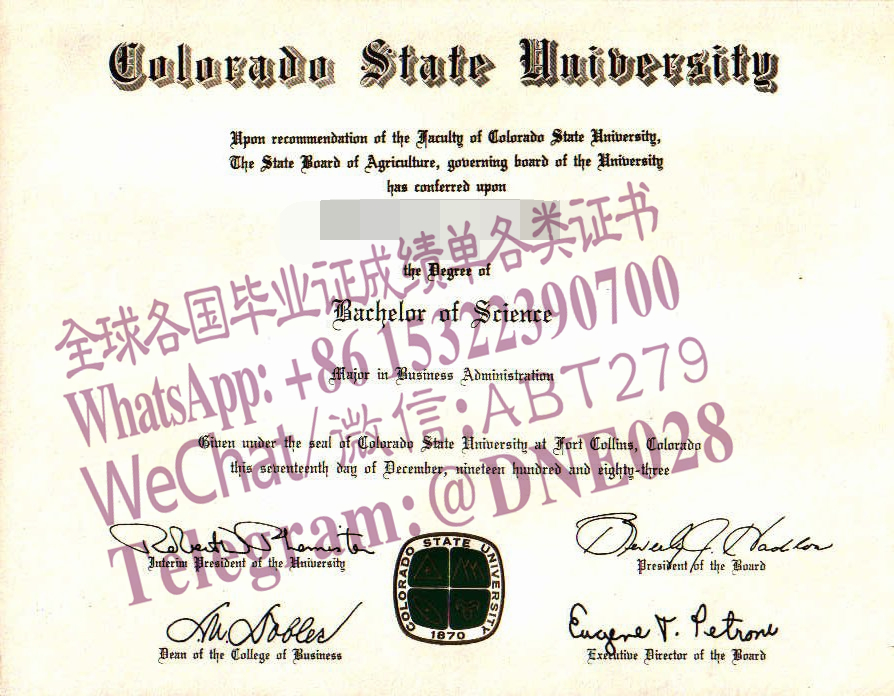 Colorado State University
Upon recommendation of the Faculty of Colorado State University,
The State Board of Agriculture, governing board of the University
has conferred upon
the Degree of
Bachelor of Science
Major in Business Administration
Given under the seal of Colorado State University at Fort Collins, Colorado
this seventeenth day of December, nineteen hundred and eighty-three
全球各国毕业证成绩单各类证书
WhatsApp: +86 15322390700
WeChat/微信:ABT279
Telegram:@DNE028
Interim President of the University
President of the Board
COLORADO STATE UNIVERSITY
1870
Eugene V. Petrone
Dean of the College of Business
Executive Director of the Board